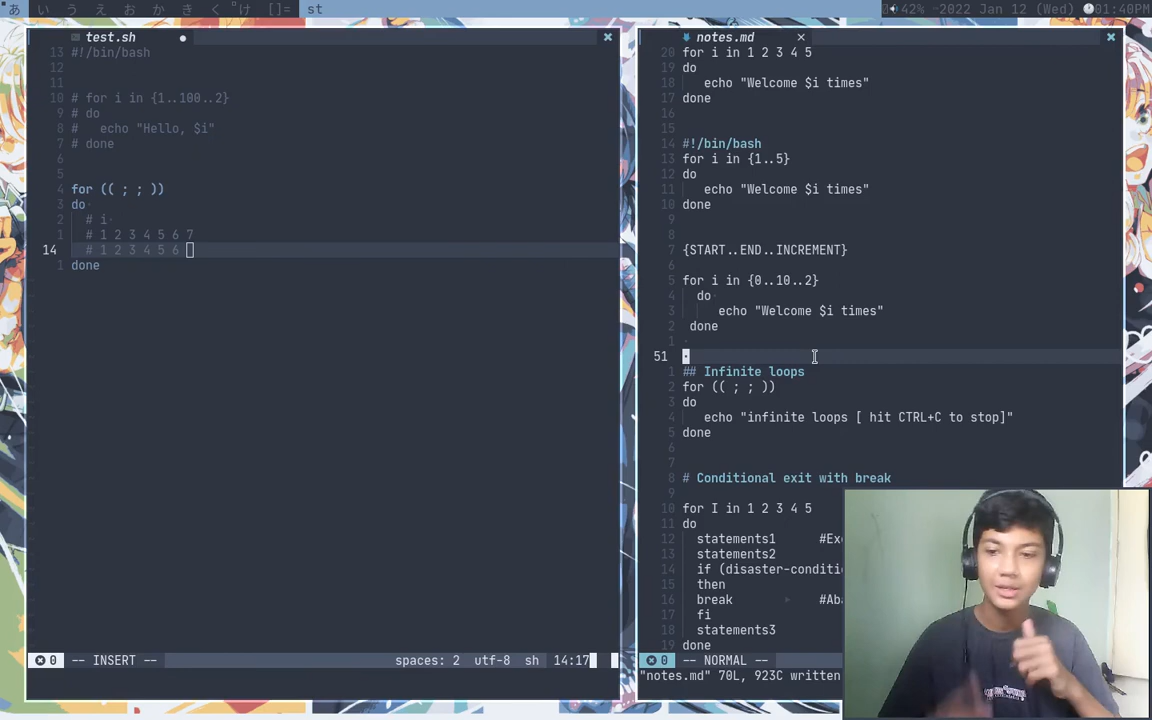 あ い う え お か き く け []= st 42% -2022 Jan 12 (Wed) 01:40PM
test.sh
13 #!/bin/bash
12
11
10 # for i in {1..100..2}
9 # do
8 #   echo "Hello, $i"
7 # done
6
5
4 for (( ; ; ))
3 do
2   # i
1   # 1 2 3 4 5 6 7
14   # 1 2 3 4 5 6
1 done
0 -- INSERT -- spaces: 2 utf-8 sh 14:17
notes.md
20 for i in 1 2 3 4 5
19 do
18    echo "Welcome $i times"
17 done
16
15
14 #!/bin/bash
13 for i in {1..5}
12 do
11    echo "Welcome $i times"
10 done
9
8
7 {START..END..INCREMENT}
6
5 for i in {0..10..2}
4   do
3      echo "Welcome $i times"
2  done
1
51
1 ## Infinite loops
2 for (( ; ; ))
3 do
4    echo "infinite loops [ hit CTRL+C to stop]"
5 done
6
7
8 # Conditional exit with break
9
10 for I in 1 2 3 4 5
11 do
12   statements1      #Exe
13   statements2
14   if (disaster-conditi
15   then
16   break       #Aba
17   fi
18   statements3
19 done
0 -- NORMAL --
"notes.md" 70L, 923C written